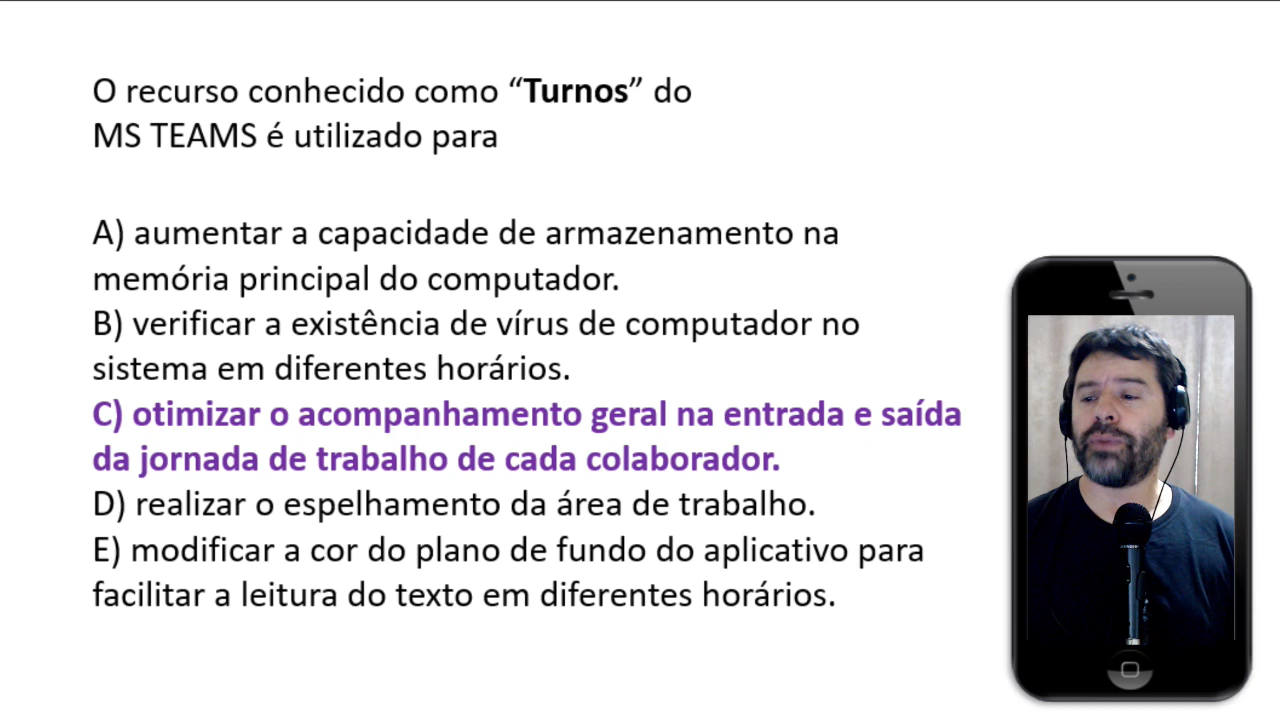 O recurso conhecido como “Turnos” do
MS TEAMS é utilizado para
A) aumentar a capacidade de armazenamento na
memória principal do computador.
B) verificar a existência de vírus de computador no
sistema em diferentes horários.
C) otimizar o acompanhamento geral na entrada e saída
da jornada de trabalho de cada colaborador.
D) realizar o espelhamento da área de trabalho.
E) modificar a cor do plano de fundo do aplicativo para
facilitar a leitura do texto em diferentes horários.